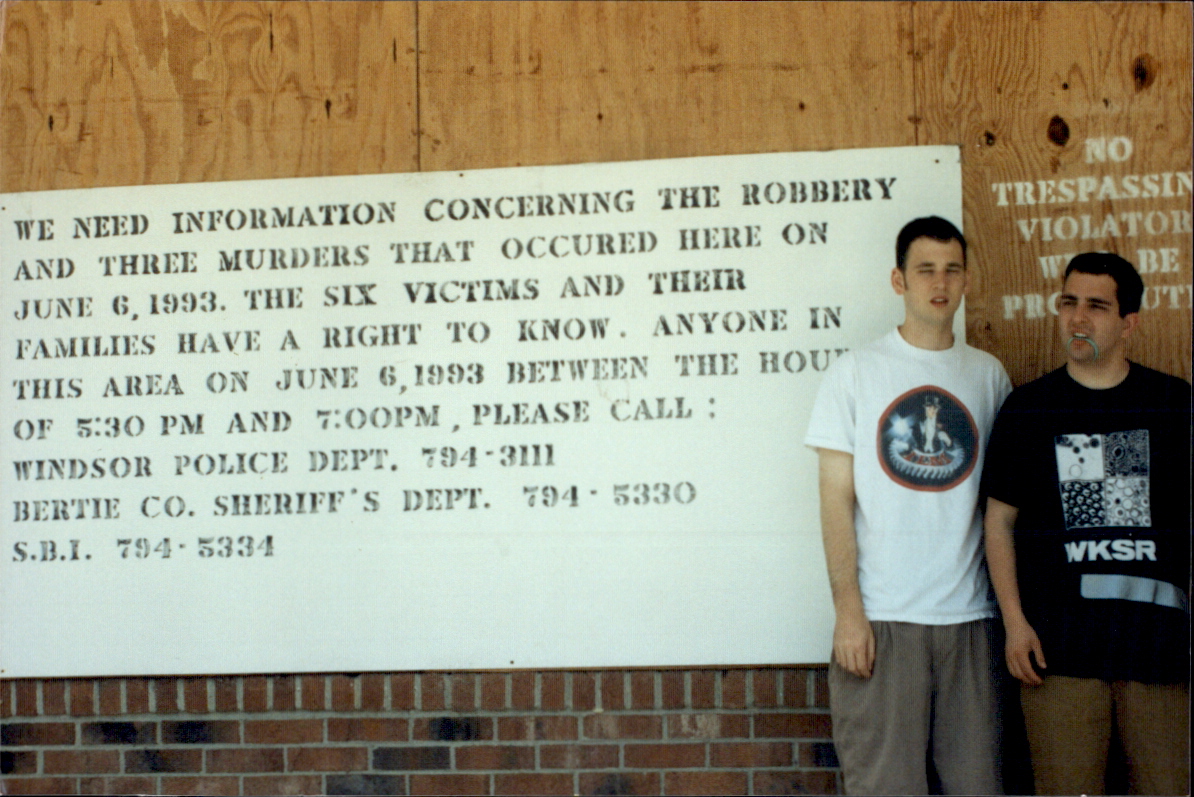 WE NEED INFORMATION CONCERNING THE ROBBERY
AND THREE MURDERS THAT OCCURED HERE ON
JUNE 6, 1993. THE SIX VICTIMS AND THEIR
FAMILIES HAVE A RIGHT TO KNOW. ANYONE IN
THIS AREA ON JUNE 6, 1993 BETWEEN THE HOU
OF 5:30 PM AND 7:00PM, PLEASE CALL :
WINDSOR POLICE DEPT. 794-3111
BERTIE CO. SHERIFF'S DEPT. 794-5330
S.B.I. 794-5334
NO
TRESPASSIN
VIOLATOR
BE
WKSR